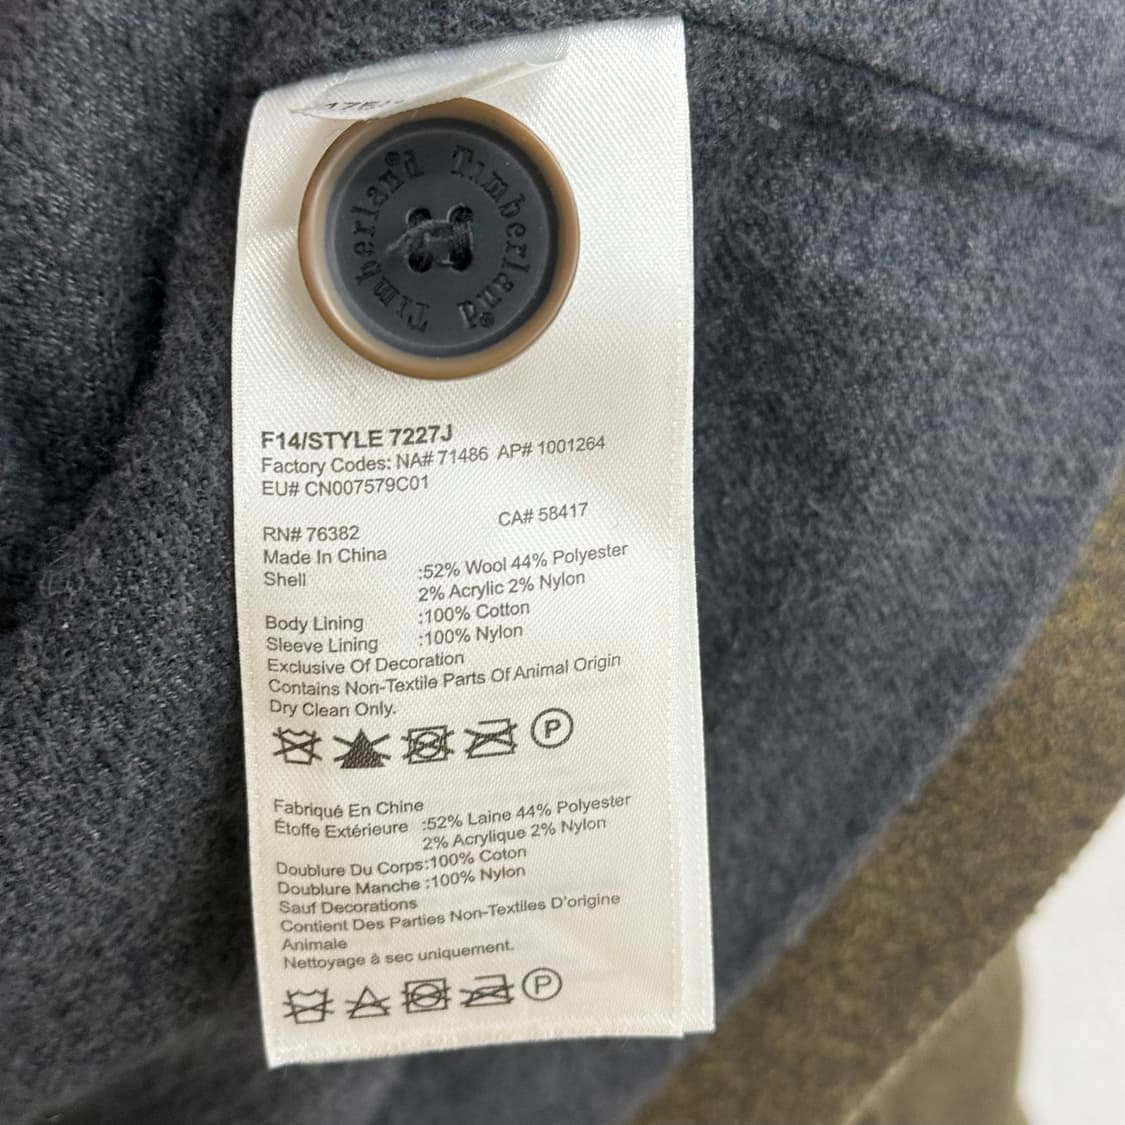 Timberland® Timberland®
F14/STYLE 7227J
Factory Codes: NA# 71486 AP# 1001264
EU# CN007579C01
RN# 76382 CA# 58417
Made In China
Shell :52% Wool 44% Polyester
2% Acrylic 2% Nylon
Body Lining :100% Cotton
Sleeve Lining :100% Nylon
Exclusive Of Decoration
Contains Non-Textile Parts Of Animal Origin
Dry Clean Only.
P
Fabriqué En Chine
Étoffe Extérieure :52% Laine 44% Polyester
2% Acrylique 2% Nylon
Doublure Du Corps:100% Coton
Doublure Manche :100% Nylon
Sauf Decorations
Contient Des Parties Non-Textiles D'origine
Animale
Nettoyage à sec uniquement.
P